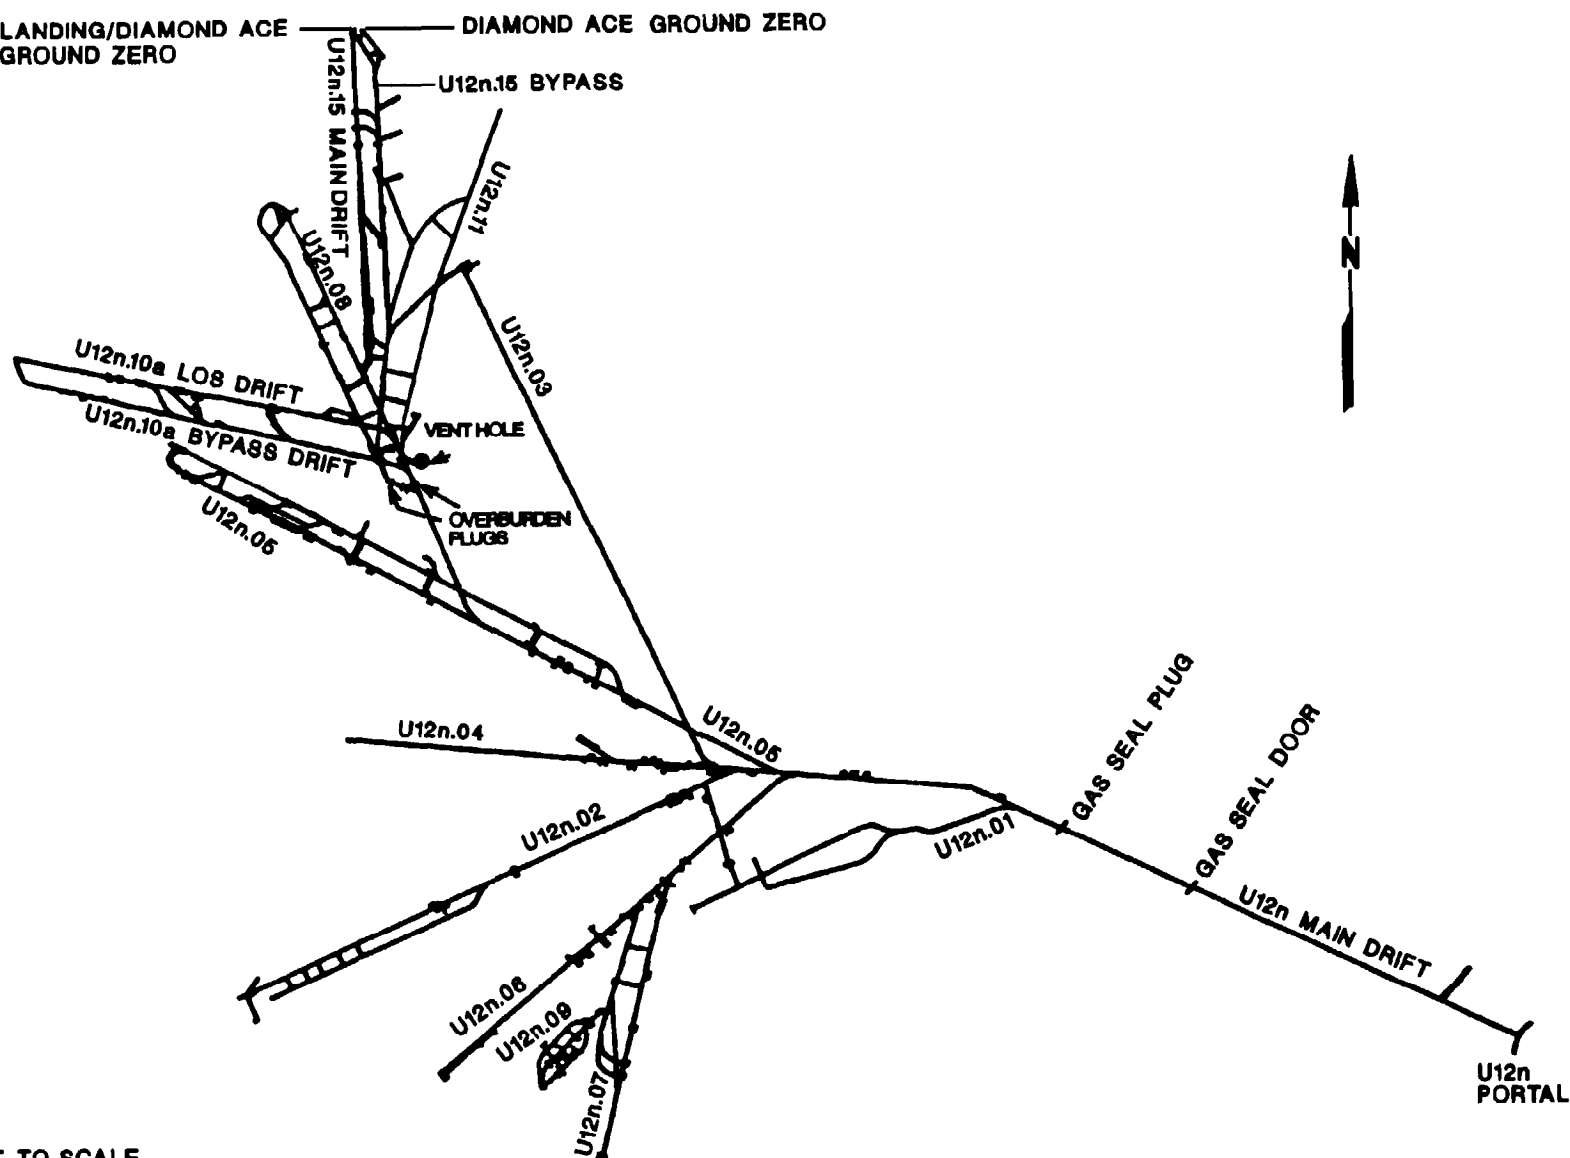 LANDING/DIAMOND ACE
GROUND ZERO
DIAMOND ACE GROUND ZERO
U12n.15 BYPASS
U12n.15 MAIN DRIFT
U12n.11
U12n.08
U12n.03
N
U12n.10a LOS DRIFT
U12n.10a BYPASS DRIFT
VENT HOLE
OVERBURDEN
PLUGS
U12n.05
U12n.05
U12n.04
GAS SEAL PLUG
GAS SEAL DOOR
U12n.02
U12n.01
U12n MAIN DRIFT
U12n.06
U12n.09
U12n.07
U12n
PORTAL
TO SCALE